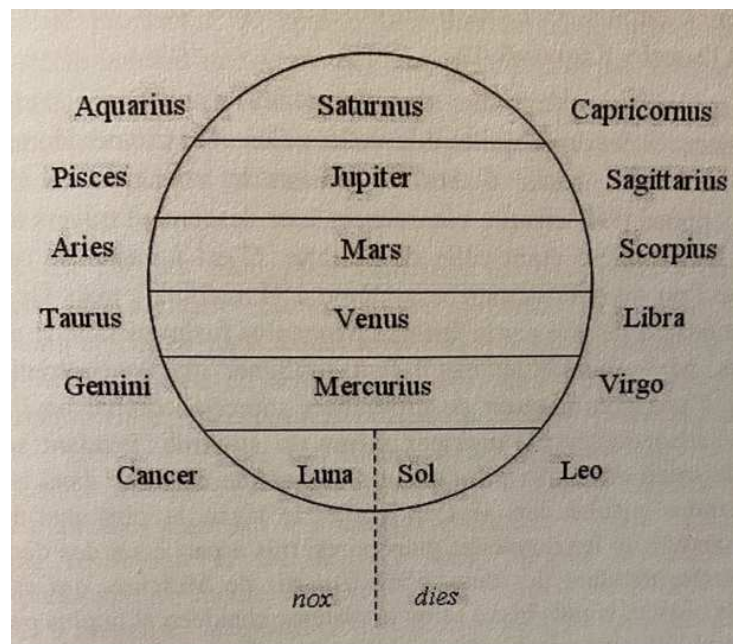 Aquarius Saturnus Capricornus
Pisces Jupiter Sagittarius
Aries Mars Scorpius
Taurus Venus Libra
Gemini Mercurius Virgo
Cancer Luna Sol Leo
nox dies